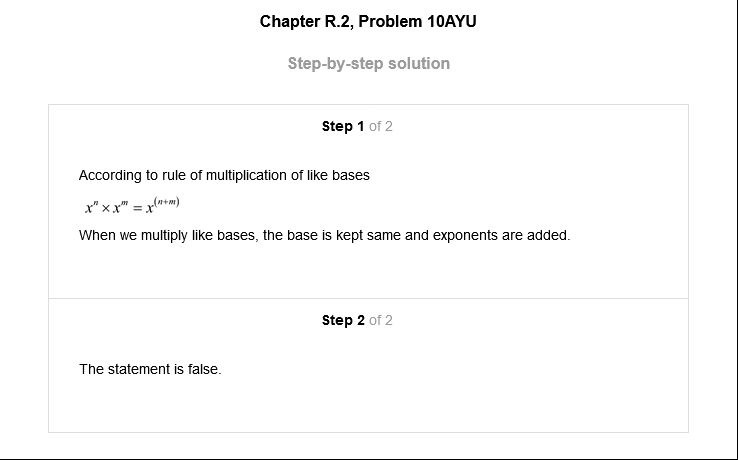 Chapter R.2, Problem 10AYU
Step-by-step solution
Step 1 of 2
According to rule of multiplication of like bases
xⁿ × xᵐ = x⁽ⁿ⁺ᵐ⁾
When we multiply like bases, the base is kept same and exponents are added.
Step 2 of 2
The statement is false.